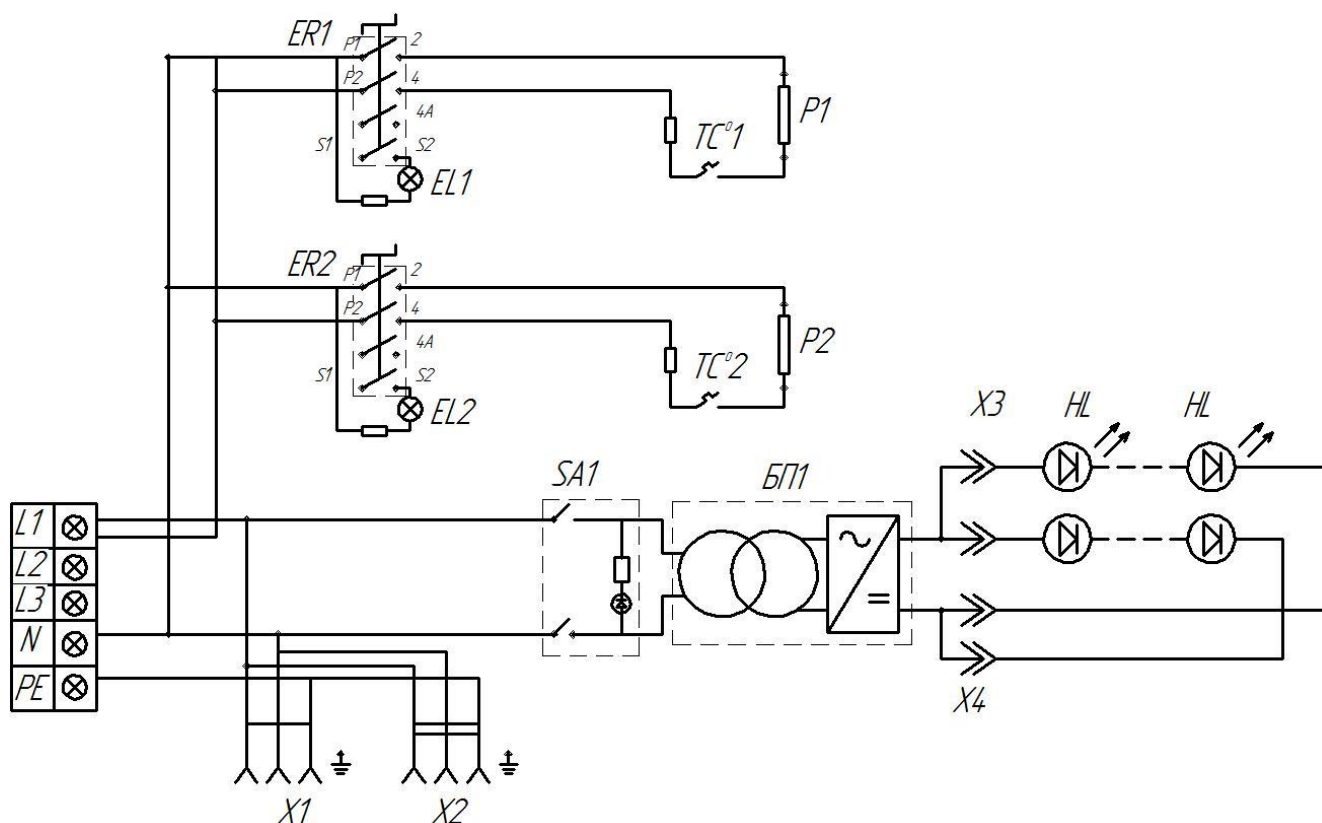 ER1
P1
2
P2
4
4A
S1
S2
TC°1
P1
EL1
ER2
P1
2
P2
4
4A
S1
S2
TC°2
P2
EL2
X3
HL
HL
SA1
БП1
L1
L2
L3
N
PE
X4
X1
X2